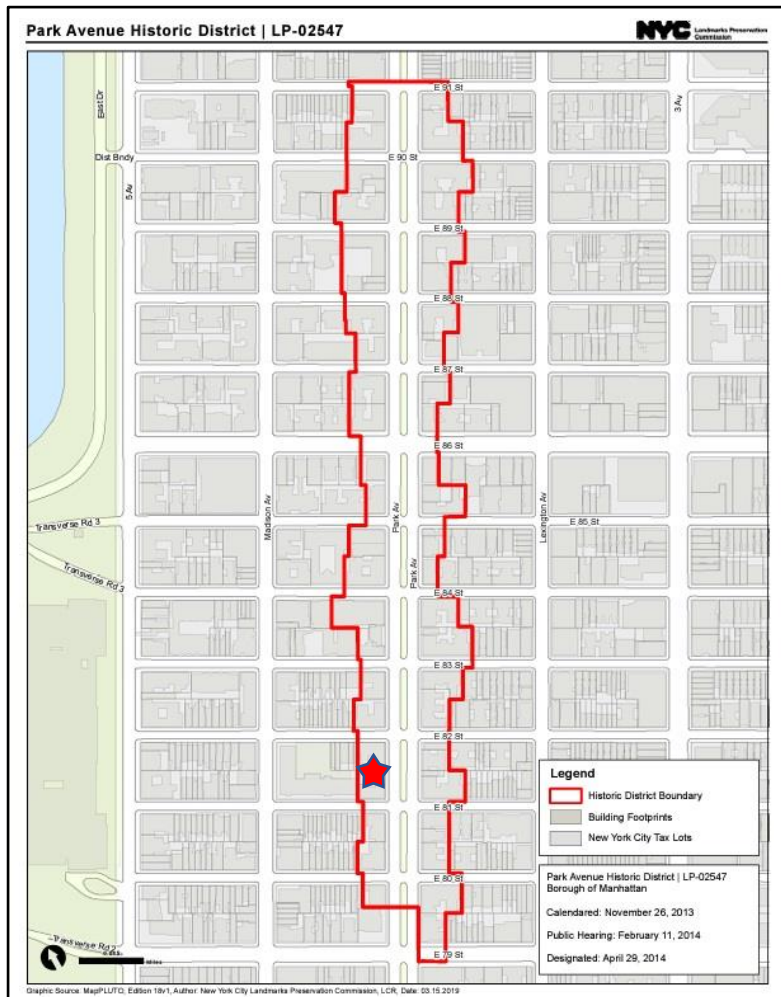 Park Avenue Historic District | LP-02547
NYC Landmarks Preservation
Commission
E 91 St
East Dr
3 Av
Dist Bndy
E 90 St
5 Av
E 89 St
E 88 St
E 87 St
E 86 St
Madison Av
Park Av
Lexington Av
E 85 St
Transverse Rd 3
Transverse Rd 3
Park Av
E 84 St
E 83 St
E 82 St
E 81 St
E 80 St
E 79 St
Transverse Rd 2
Miles
Legend
Historic District Boundary
Building Footprints
New York City Tax Lots
Park Avenue Historic District | LP-02547
Borough of Manhattan
Calendared: November 26, 2013
Public Hearing: February 11, 2014
Designated: April 29, 2014
Graphic Source: MapPLUTO, Edition 18v1, Author: New York City Landmarks Preservation Commission, LCR, Date: 03.15.2019